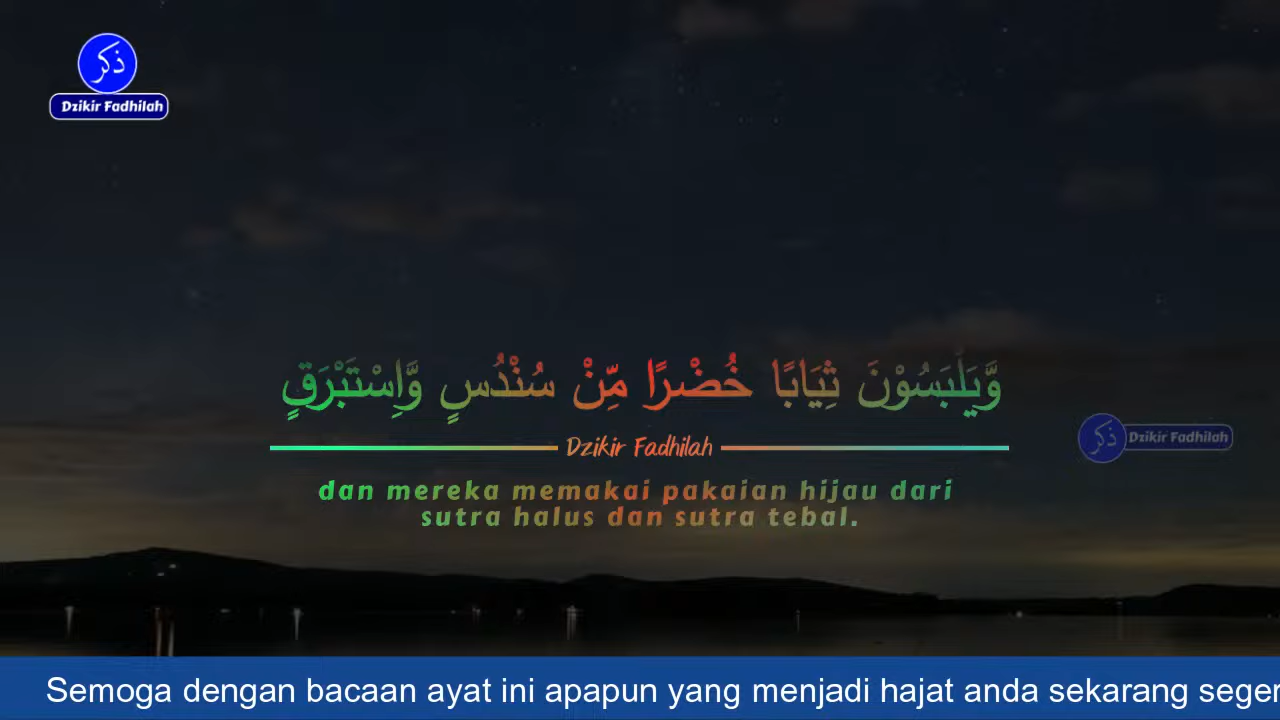 ذكر
Dzikir Fadhilah
وَّيَلْبَسُوْنَ ثِيَابًا خُضْرًا مِّنْ سُنْدُسٍ وَّاِسْتَبْرَقٍ
Dzikir Fadhilah
ذكر Dzikir Fadhilah
dan mereka memakai pakaian hijau dari
sutra halus dan sutra tebal.
Semoga dengan bacaan ayat ini apapun yang menjadi hajat anda sekarang seger